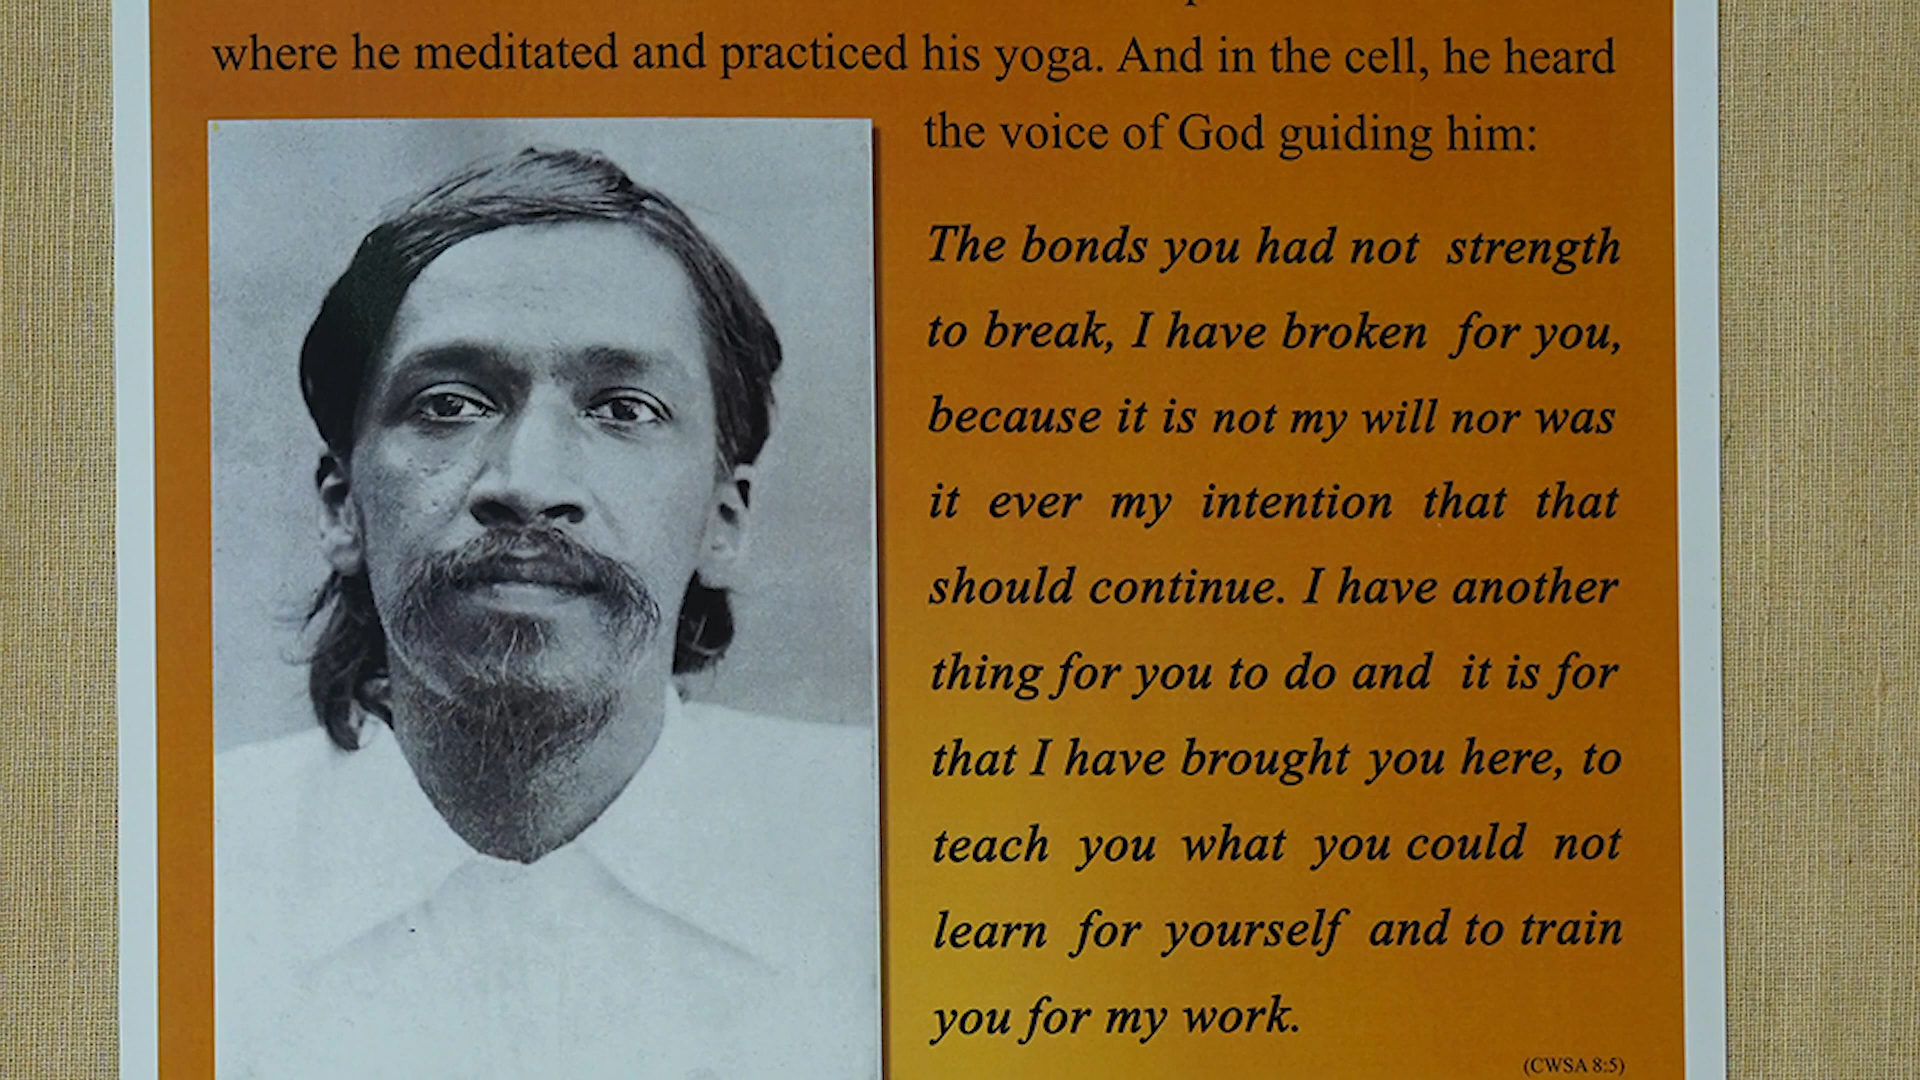 where he meditated and practiced his yoga. And in the cell, he heard
the voice of God guiding him:
The bonds you had not strength
to break, I have broken for you,
because it is not my will nor was
it ever my intention that that
should continue. I have another
thing for you to do and it is for
that I have brought you here, to
teach you what you could not
learn for yourself and to train
you for my work.
(CWSA 8:5)